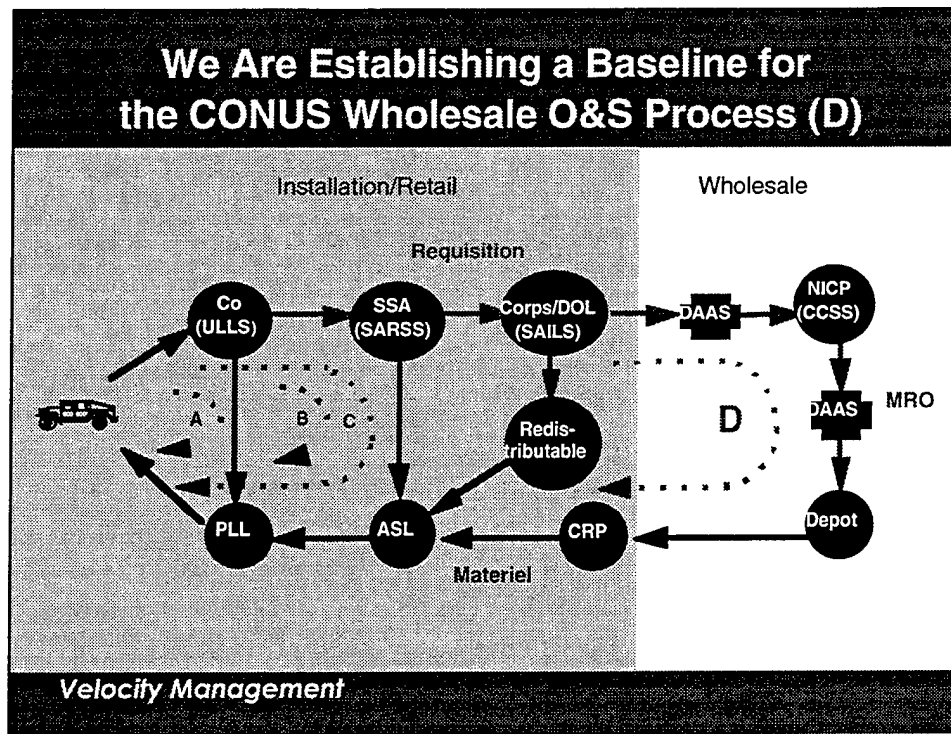 We Are Establishing a Baseline for
the CONUS Wholesale O&S Process (D)
Installation/Retail
Wholesale
Requisition
Co
(ULLS)
SSA
(SARSS)
Corps/DOL
(SAILS)
DAAS
NICP
(CCSS)
A
B
C
D
Redis-
tributable
DAAS
MRO
PLL
ASL
CRP
Depot
Materiel
Velocity Management